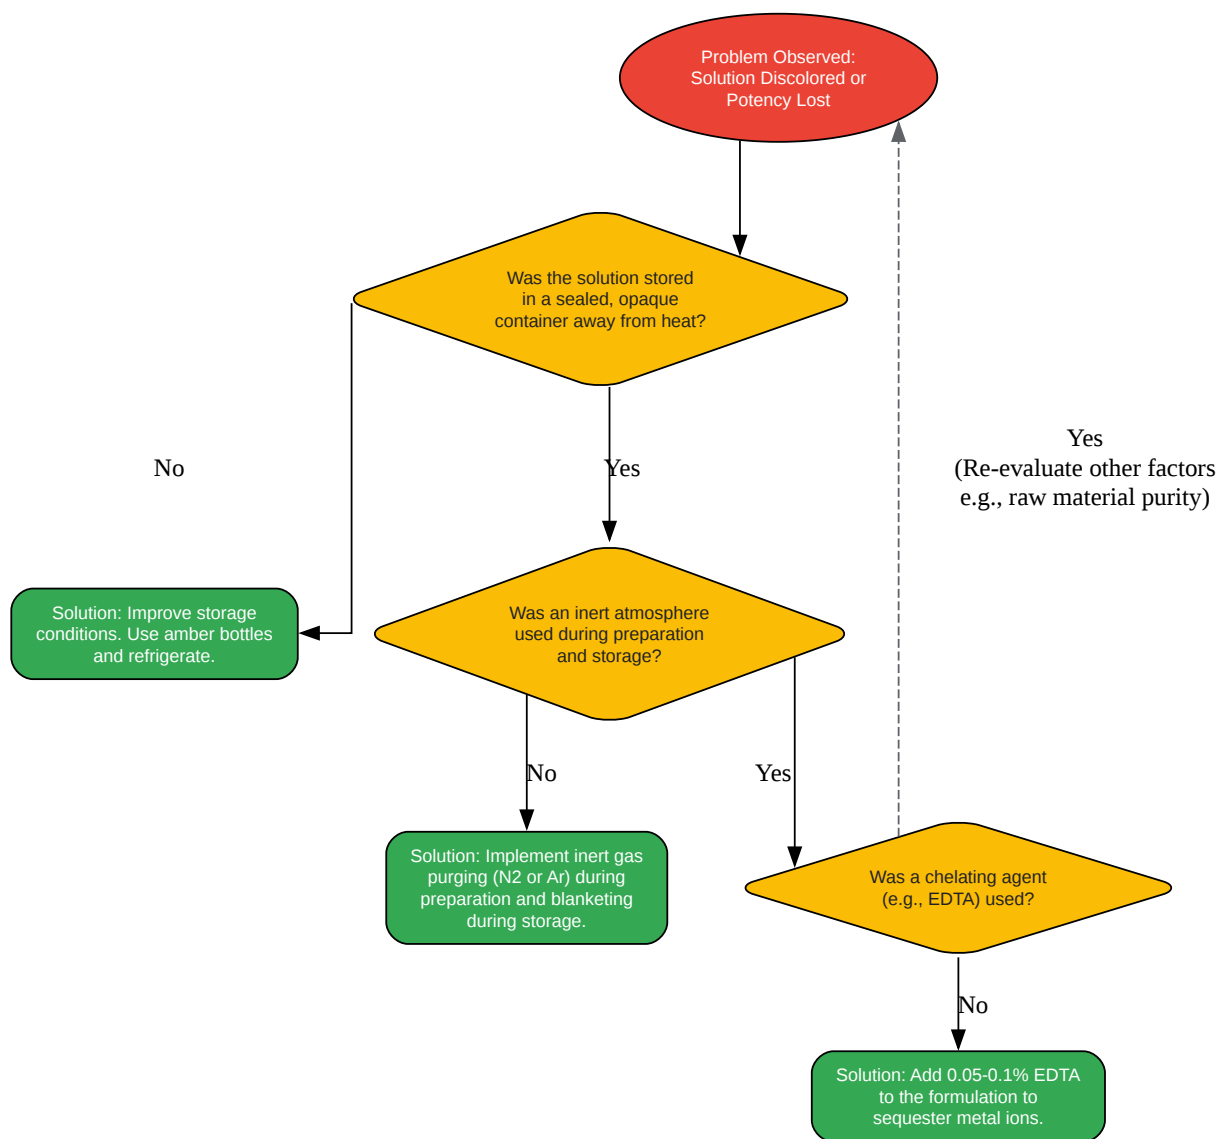 Problem Observed:
Solution Discolored or
Potency Lost
Was the solution stored
in a sealed, opaque
container away from heat?
No
Yes
Yes
(Re-evaluate other factors
e.g., raw material purity)
Solution: Improve storage
conditions. Use amber bottles
and refrigerate.
Was an inert atmosphere
used during preparation
and storage?
No
Yes
Solution: Implement inert gas
purging (N2 or Ar) during
preparation and blanketing
during storage.
Was a chelating agent
(e.g., EDTA) used?
No
Solution: Add 0.05-0.1% EDTA
to the formulation to
sequester metal ions.